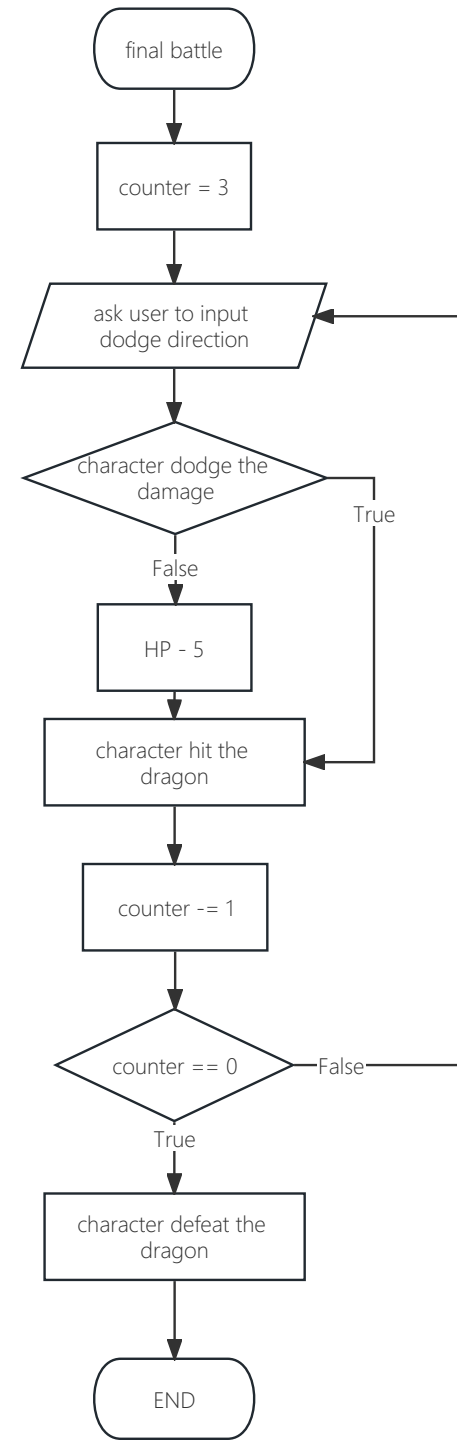 final battle
counter = 3
ask user to input
dodge direction
character dodge the
damage
True
False
HP - 5
character hit the
dragon
counter -= 1
counter == 0
False
True
character defeat the
dragon
END